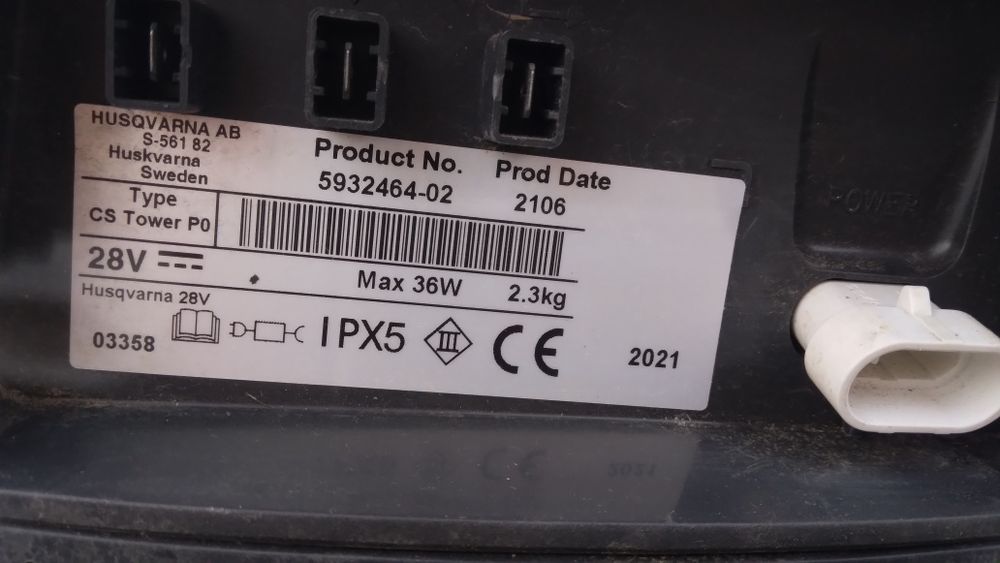 HUSQVARNA AB
S-561 82
Huskvarna
Sweden
Product No.
5932464-02
Prod Date
2106
Type
CS Tower P0
28V
Max 36W
2.3kg
Husqvarna 28V
03358
IPX5
III
CE
2021
POWER